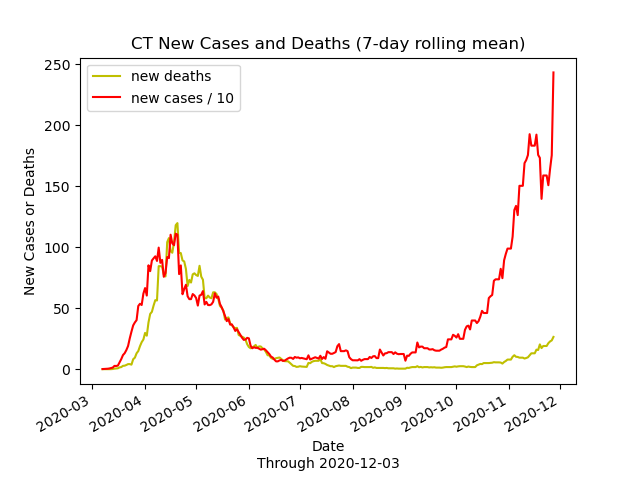 CT New Cases and Deaths (7-day rolling mean)
new deaths
new cases / 10
250
200
150
100
50
0
New Cases or Deaths
2020-03
2020-04
2020-05
2020-06
2020-07
2020-08
2020-09
2020-10
2020-11
2020-12
Date
Through 2020-12-03